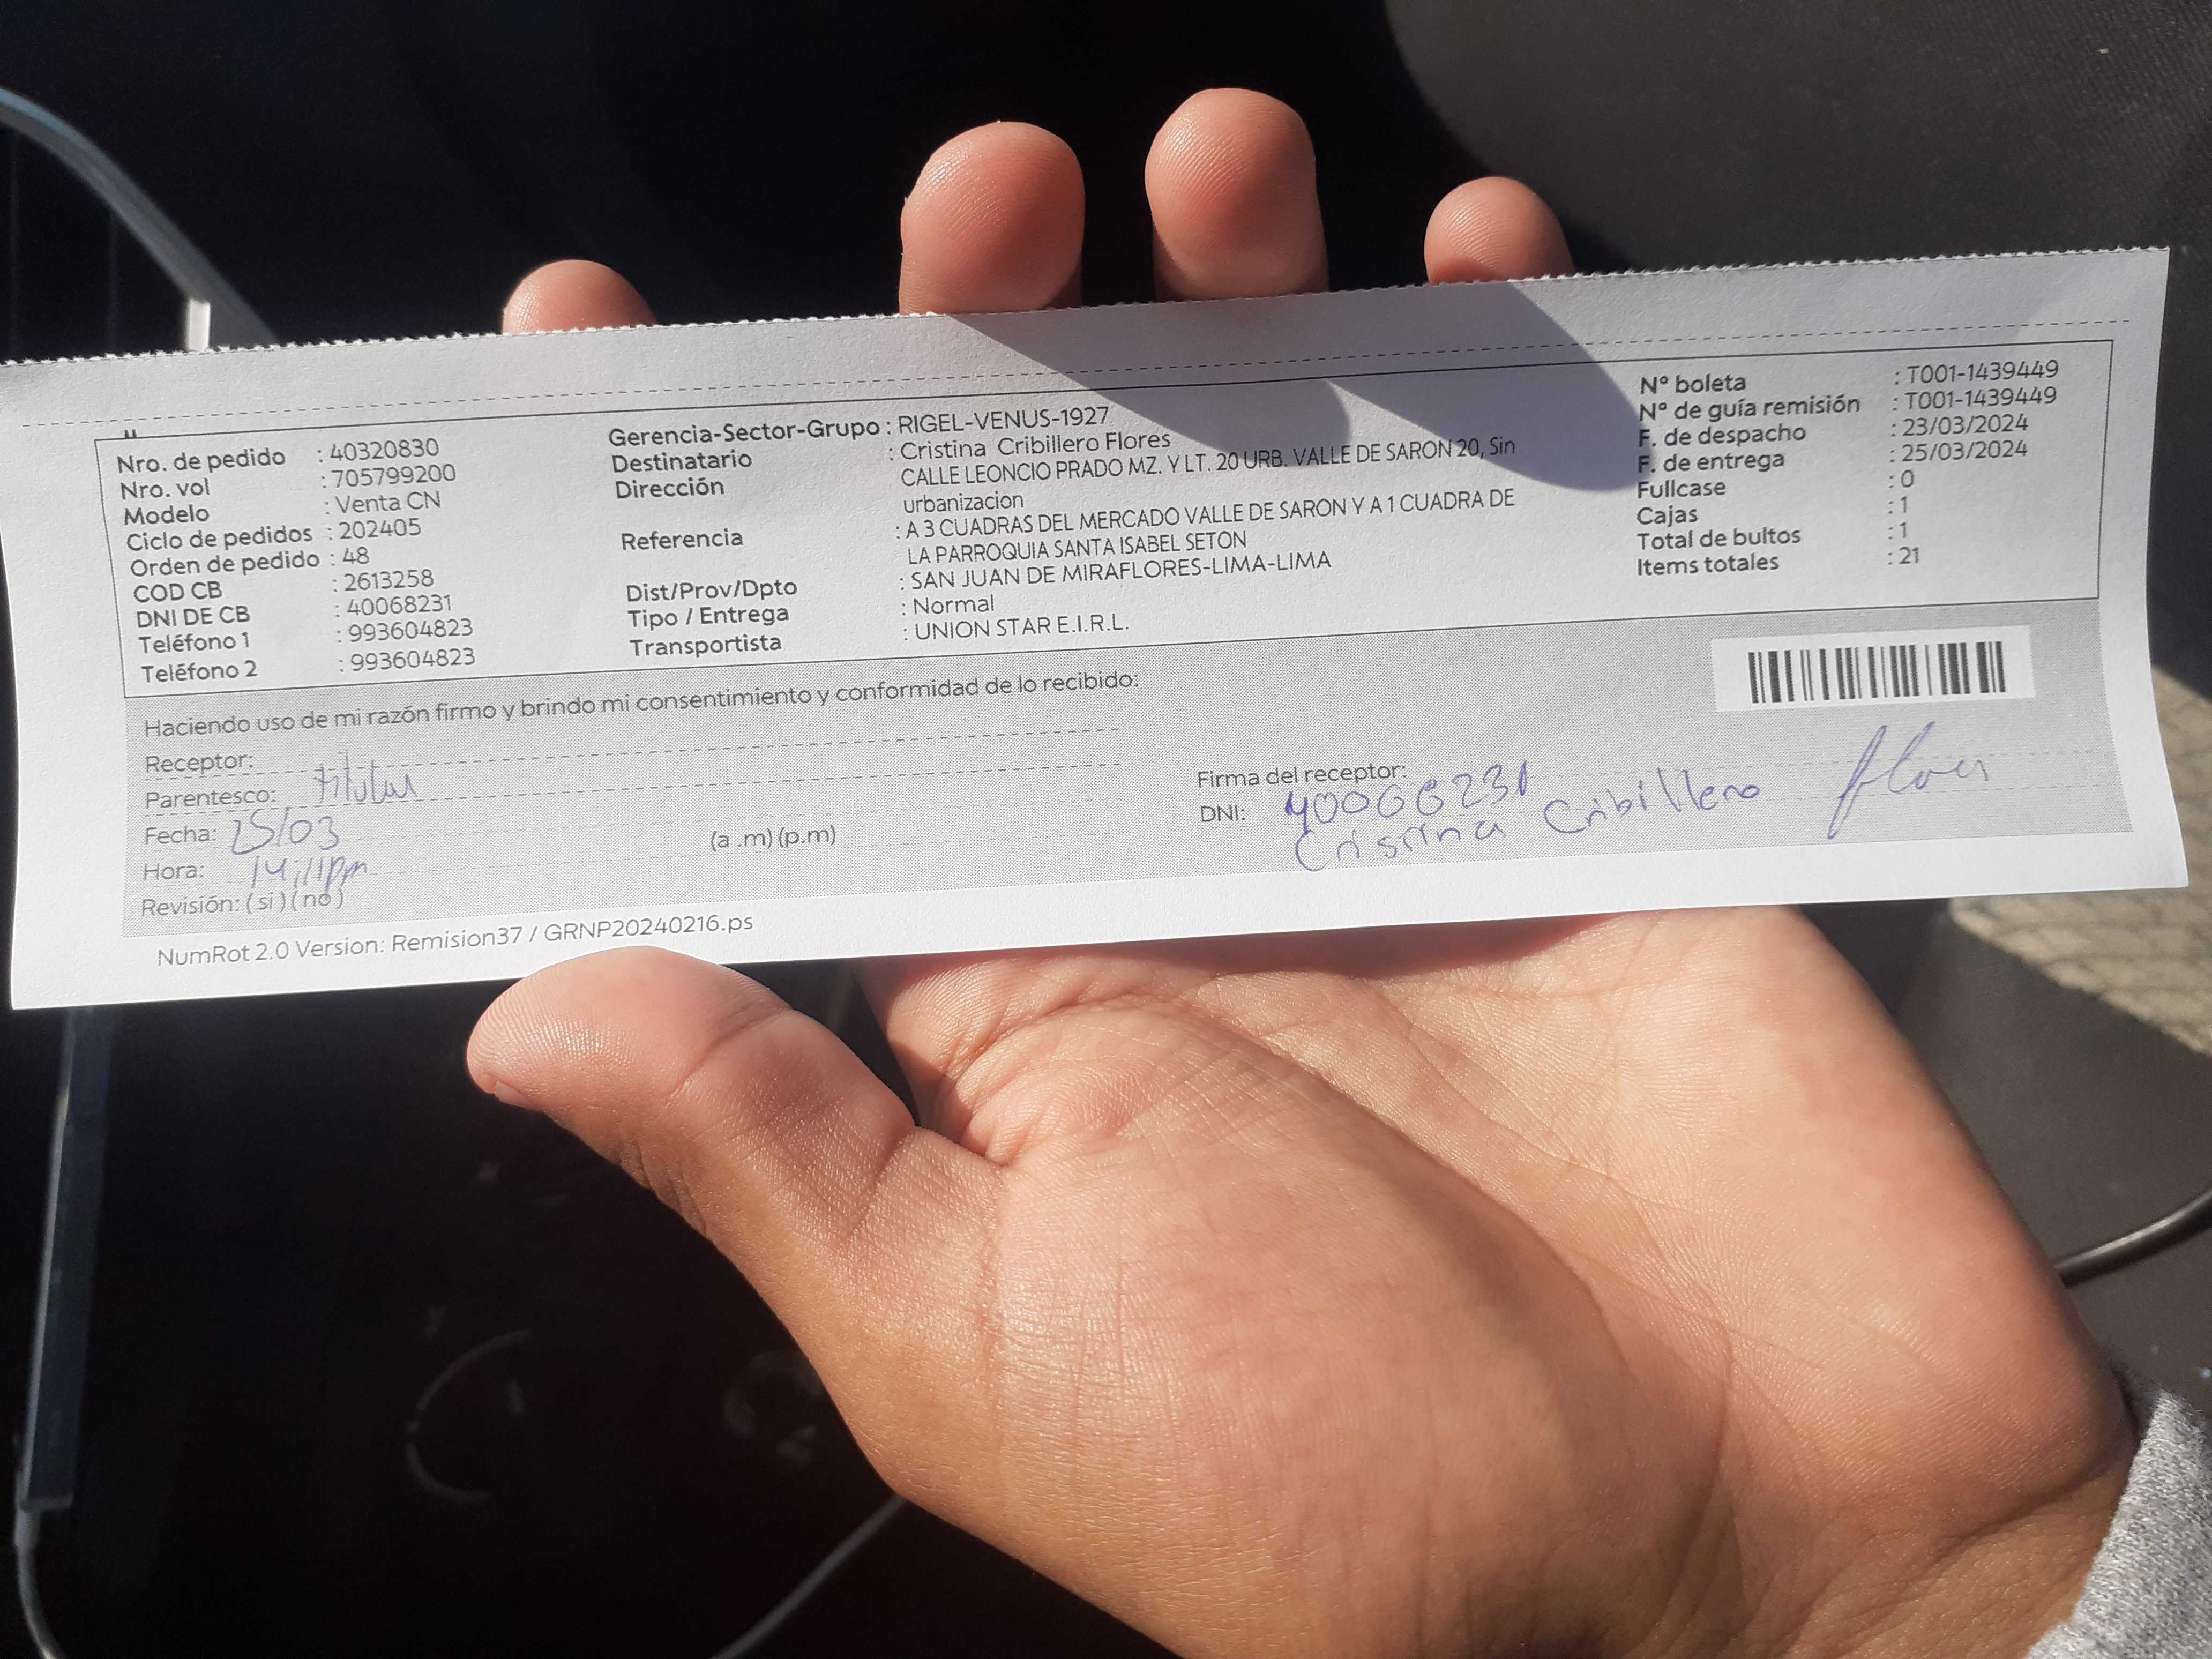 Nro. de pedido : 40320830
Nro. vol : 705799200
Modelo : Venta CN
Ciclo de pedidos : 202405
Orden de pedido : 48
COD CB : 2613258
DNI DE CB : 40068231
Teléfono 1 : 993604823
Teléfono 2 : 993604823
Gerencia-Sector-Grupo : RIGEL-VENUS-1927
Destinatario : Cristina Cribillero Flores
Dirección CALLE LEONCIO PRADO MZ. Y LT. 20 URB. VALLE DE SARON 20, Sin
urbanizacion
Referencia : A 3 CUADRAS DEL MERCADO VALLE DE SARON Y A 1 CUADRA DE
LA PARROQUIA SANTA ISABEL SETON
Dist/Prov/Dpto : SAN JUAN DE MIRAFLORES-LIMA-LIMA
Tipo / Entrega : Normal
Transportista : UNION STAR E.I.R.L.
Nº boleta : T001-1439449
Nº de guía remisión : T001-1439449
F. de despacho : 23/03/2024
F. de entrega : 25/03/2024
Fullcase : 0
Cajas : 1
Total de bultos : 1
Items totales : 21
Haciendo uso de mi razón firmo y brindo mi consentimiento y conformidad de lo recibido:
Receptor:
Parentesco: titular
Fecha: 25/03
Hora: 14:11pm (a .m) (p.m)
Revisión: ( si ) ( no )
Firma del receptor:
DNI: 40068231
Cristina Cribillero
NumRot 2.0 Version: Remision37 / GRNP20240216.ps